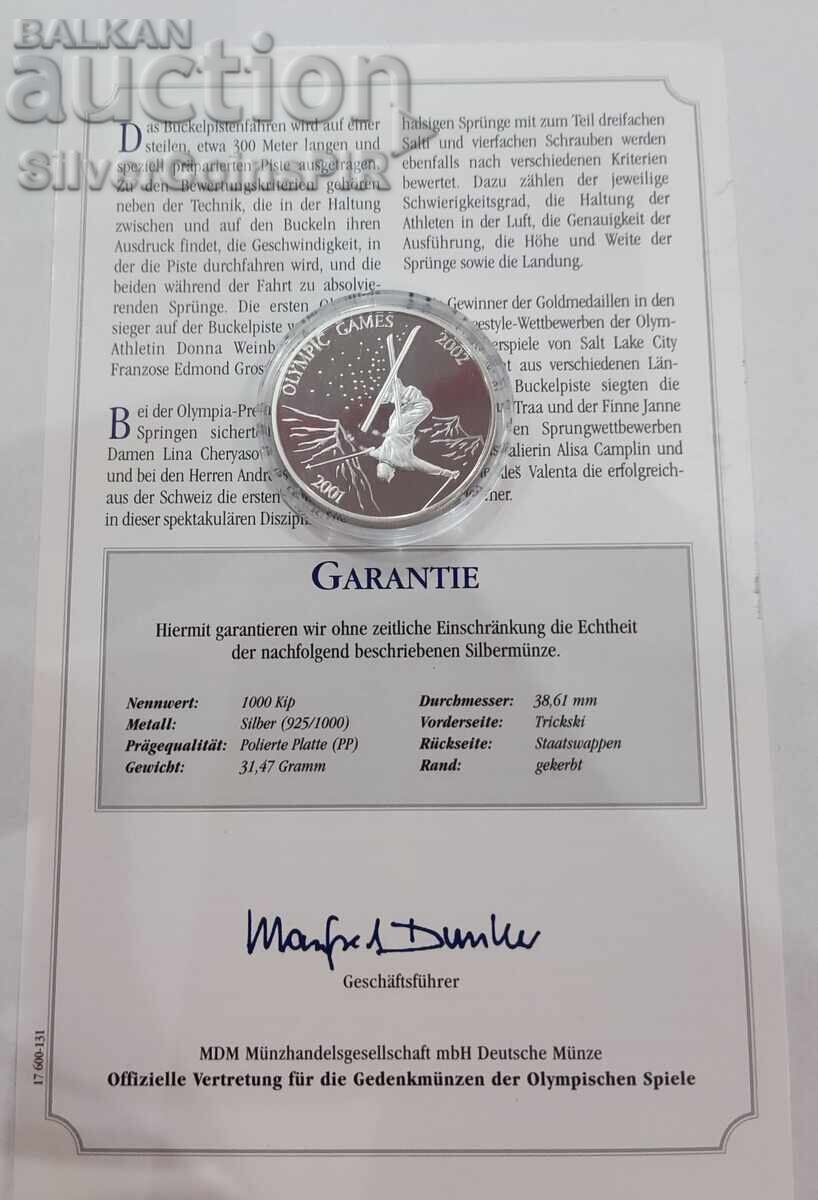 BALKAN
auction
SilverCoinsPLR
Das Buckelpistenfahren wird auf einer
steilen, etwa 300 Meter langen und
speziell präparierten Piste ausgetragen.
Zu den Bewertungskriterien gehören
neben der Technik, die in der Haltung
zwischen und auf den Buckeln ihren
Ausdruck findet, die Geschwindigkeit, in
der die Piste durchfahren wird, und die
beiden während der Fahrt zu absolvie-
renden Sprünge. Die ersten
sieger auf der Buckelpiste
Athletin Donna
Franzose Edmond
Bei der Olympia-
Springen
Damen Lina
und bei den Herren
aus der Schweiz die ersten
in dieser spektakulären
halsigen Sprünge mit zum Teil dreifachen
Salti und vierfachen Schrauben werden
ebenfalls nach verschiedenen Kriterien
bewertet. Dazu zählen der jeweilige
Schwierigkeitsgrad, die Haltung der
Athleten in der Luft, die Genauigkeit der
Ausführung, die Höhe und Weite der
Sprünge sowie die Landung.
Gewinner der Goldmedaillen in den
estyle-Wettbewerben der Olym-
erspiele von Salt Lake City
aus verschiedenen Län-
Buckelpiste siegten die
Traa und der Finne Janne
en Sprungwettbewerben
alierin Alisa Camplin und
Valenta die erfolgreich-
OLYMPIC GAMES 2002
2001
GARANTIE
Hiermit garantieren wir ohne zeitliche Einschränkung die Echtheit
der nachfolgend beschriebenen Silbermünze.
Nennwert: 1000 Kip
Metall: Silber (925/1000)
Prägequalität: Polierte Platte (PP)
Gewicht: 31,47 Gramm
Durchmesser: 38,61 mm
Vorderseite: Trickski
Rückseite: Staatswappen
Rand: gekerbt
Manfred Dunker
Geschäftsführer
MDM Münzhandelsgesellschaft mbH Deutsche Münze
Offizielle Vertretung für die Gedenkmünzen der Olympischen Spiele
17 600-131